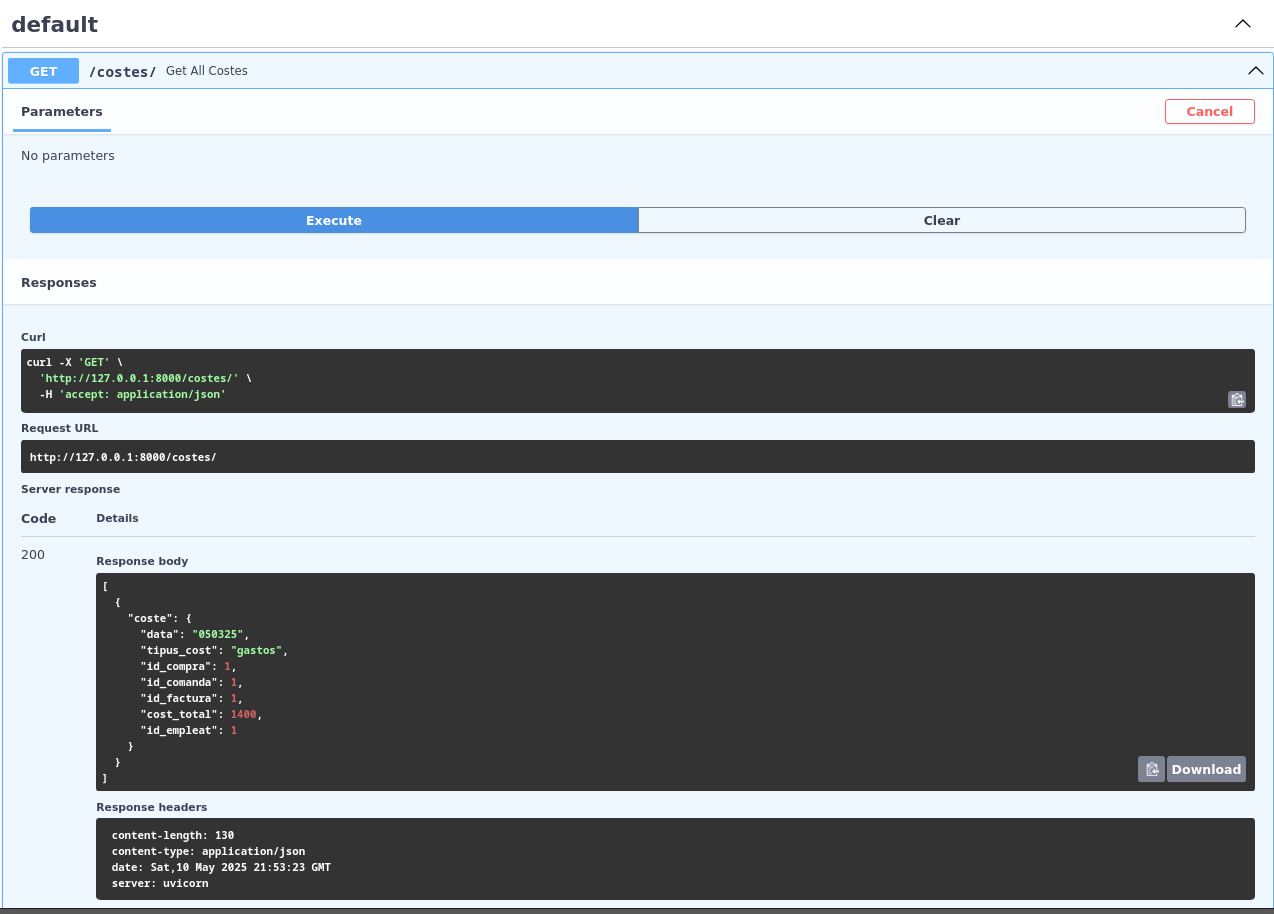 default
GET /costes/ Get All Costes
Parameters
Cancel
No parameters
Execute
Clear
Responses
Curl
curl -X 'GET' \
  'http://127.0.0.1:8000/costes/' \
  -H 'accept: application/json'
Request URL
http://127.0.0.1:8000/costes/
Server response
Code Details
200
Response body
[
  {
    "coste": {
      "data": "050325",
      "tipus_cost": "gastos",
      "id_compra": 1,
      "id_comanda": 1,
      "id_factura": 1,
      "cost_total": 1400,
      "id_empleat": 1
    }
  }
]
Download
Response headers
content-length: 130
content-type: application/json
date: Sat,10 May 2025 21:53:23 GMT
server: uvicorn